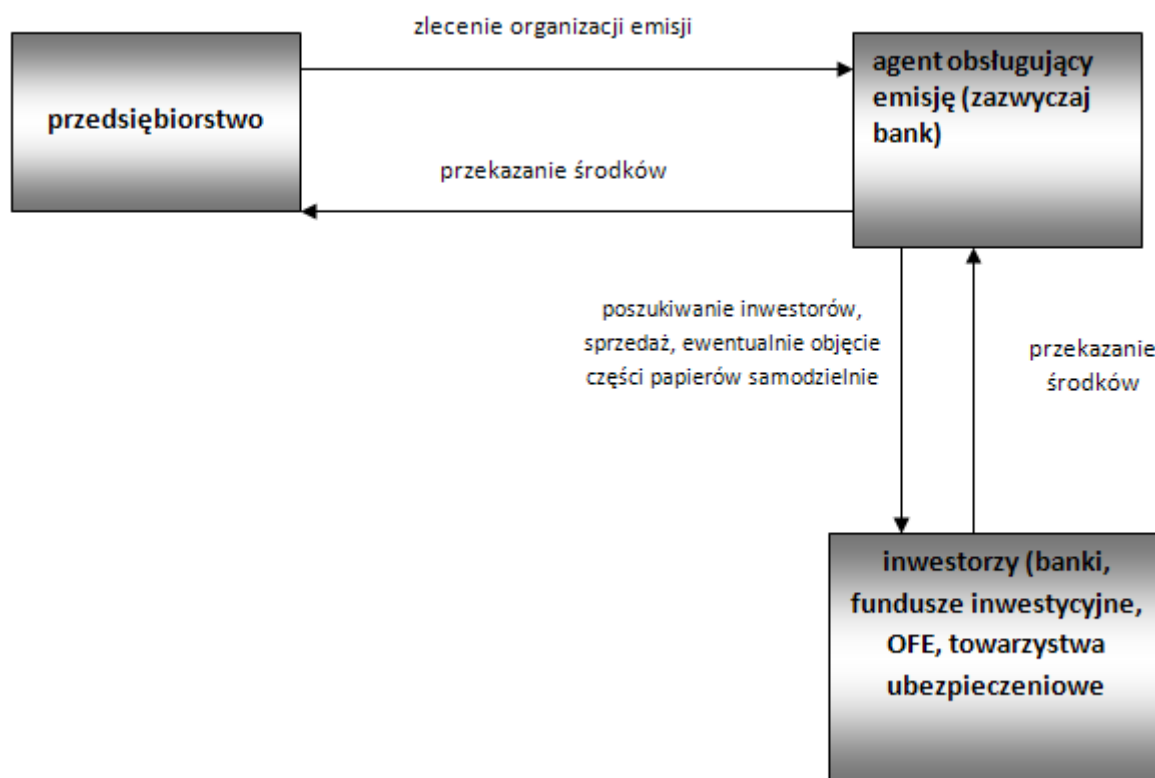 zlecenie organizacji emisji
przedsiębiorstwo
agent obsługujący
emisję (zazwyczaj
bank)
przekazanie środków
poszukiwanie inwestorów,
sprzedaż, ewentualnie objęcie
części papierów samodzielnie
przekazanie
środków
inwestorzy (banki,
fundusze inwestycyjne,
OFE, towarzystwa
ubezpieczeniowe